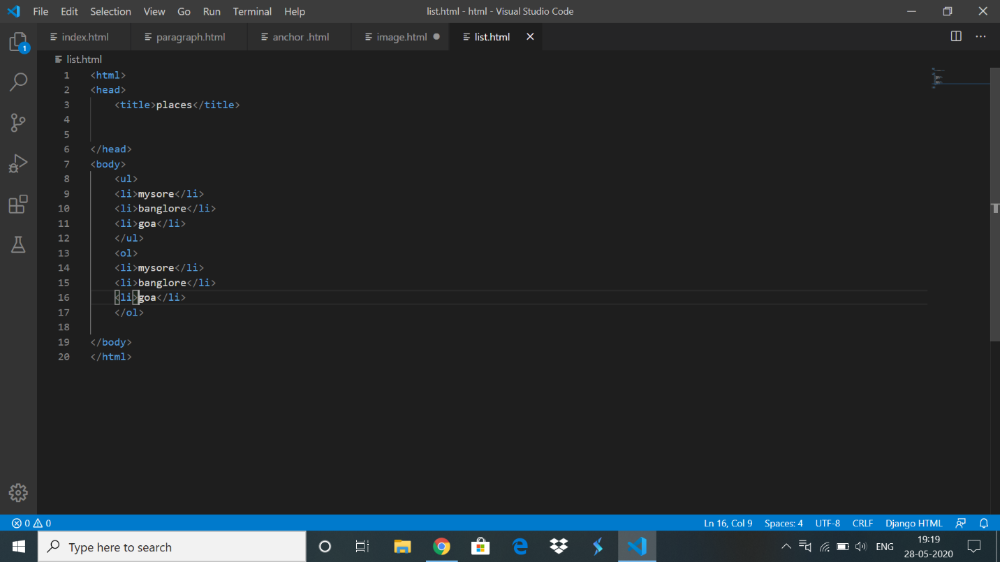 File Edit Selection View Go Run Terminal Help list.html - html - Visual Studio Code
index.html paragraph.html anchor .html image.html list.html
1
list.html
1 <html>
2 <head>
3 <title>places</title>
4
5
6 </head>
7 <body>
8 <ul>
9 <li>mysore</li>
10 <li>banglore</li>
11 <li>goa</li>
12 </ul>
13 <ol>
14 <li>mysore</li>
15 <li>banglore</li>
16 <li>goa</li>
17 </ol>
18
19 </body>
20 </html>
0 0 Ln 16, Col 9 Spaces: 4 UTF-8 CRLF Django HTML
Type here to search ENG 19:19
28-05-2020